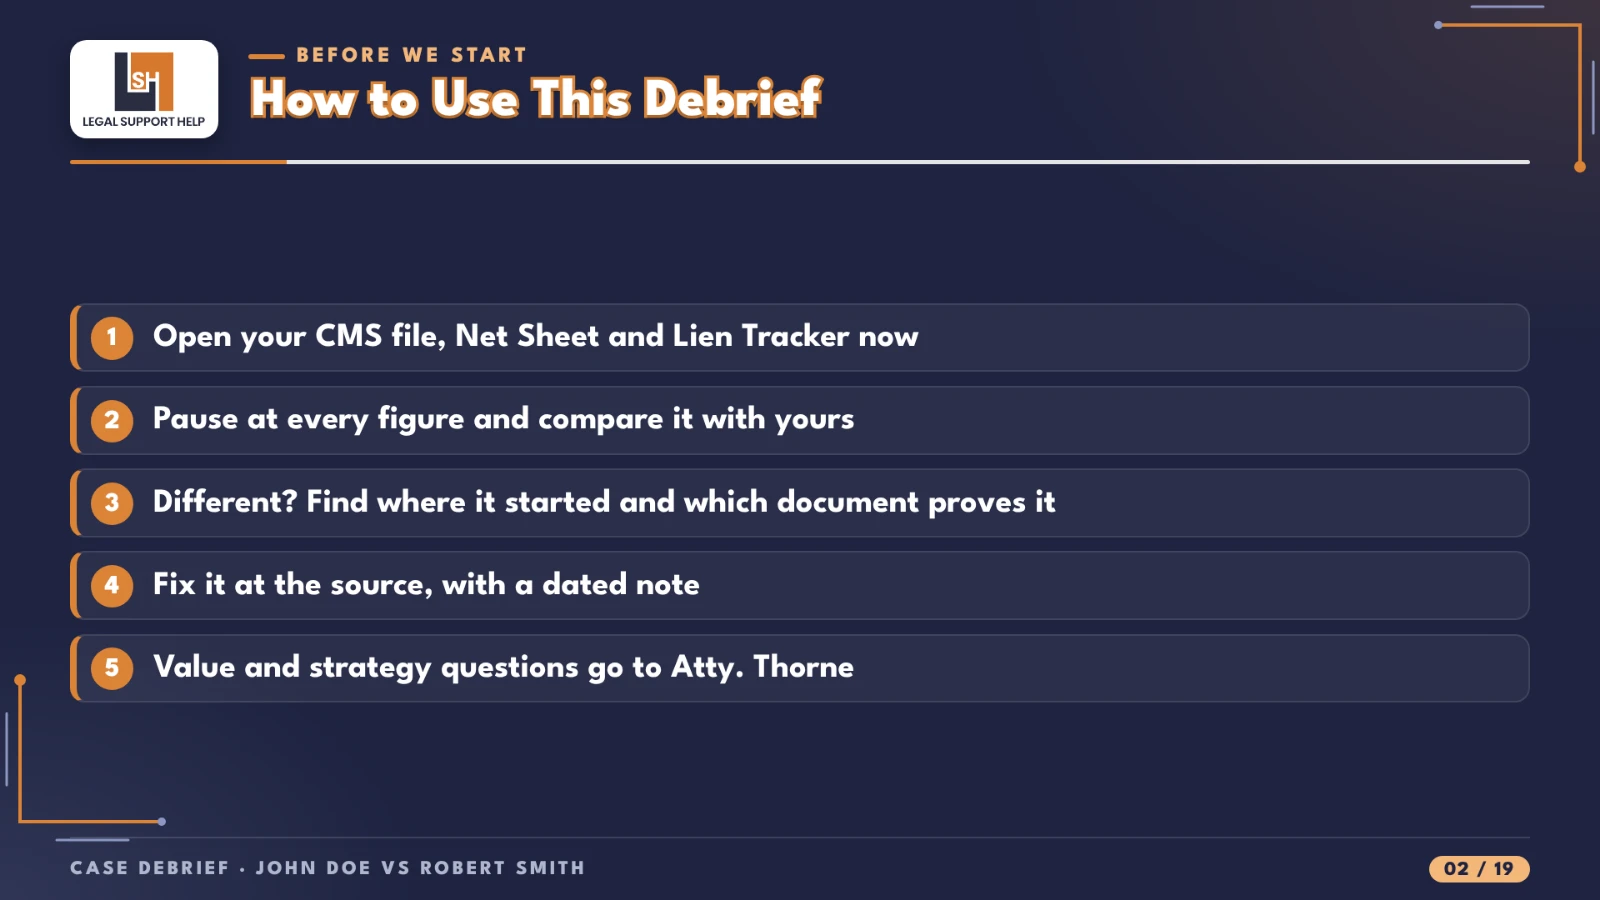 SH
LEGAL SUPPORT HELP
BEFORE WE START
How to Use This Debrief
1 Open your CMS file, Net Sheet and Lien Tracker now
2 Pause at every figure and compare it with yours
3 Different? Find where it started and which document proves it
4 Fix it at the source, with a dated note
5 Value and strategy questions go to Atty. Thorne
CASE DEBRIEF · JOHN DOE VS ROBERT SMITH
02 / 19